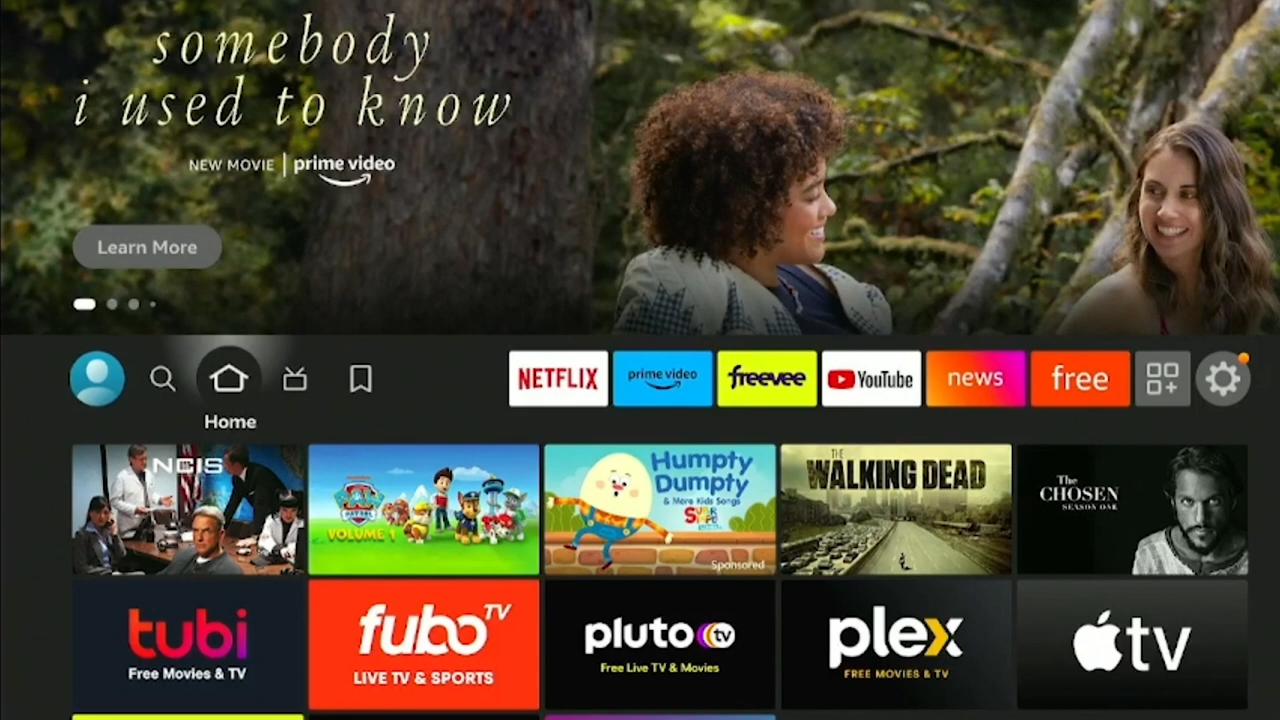 somebody
i used to know
NEW MOVIE | prime video
Learn More
Home
NETFLIX
prime video
freevee
YouTube
news
free
NCIS
PAW
PATROL
VOLUME 1
Humpty
Dumpty
& More Kids Songs
Sponsored
THE
WALKING DEAD
The
CHOSEN
SEASON ONE
tubi
Free Movies & TV
fubo TV
LIVE TV & SPORTS
pluto tv
Free Live TV & Movies
plex
FREE MOVIES & TV
tv